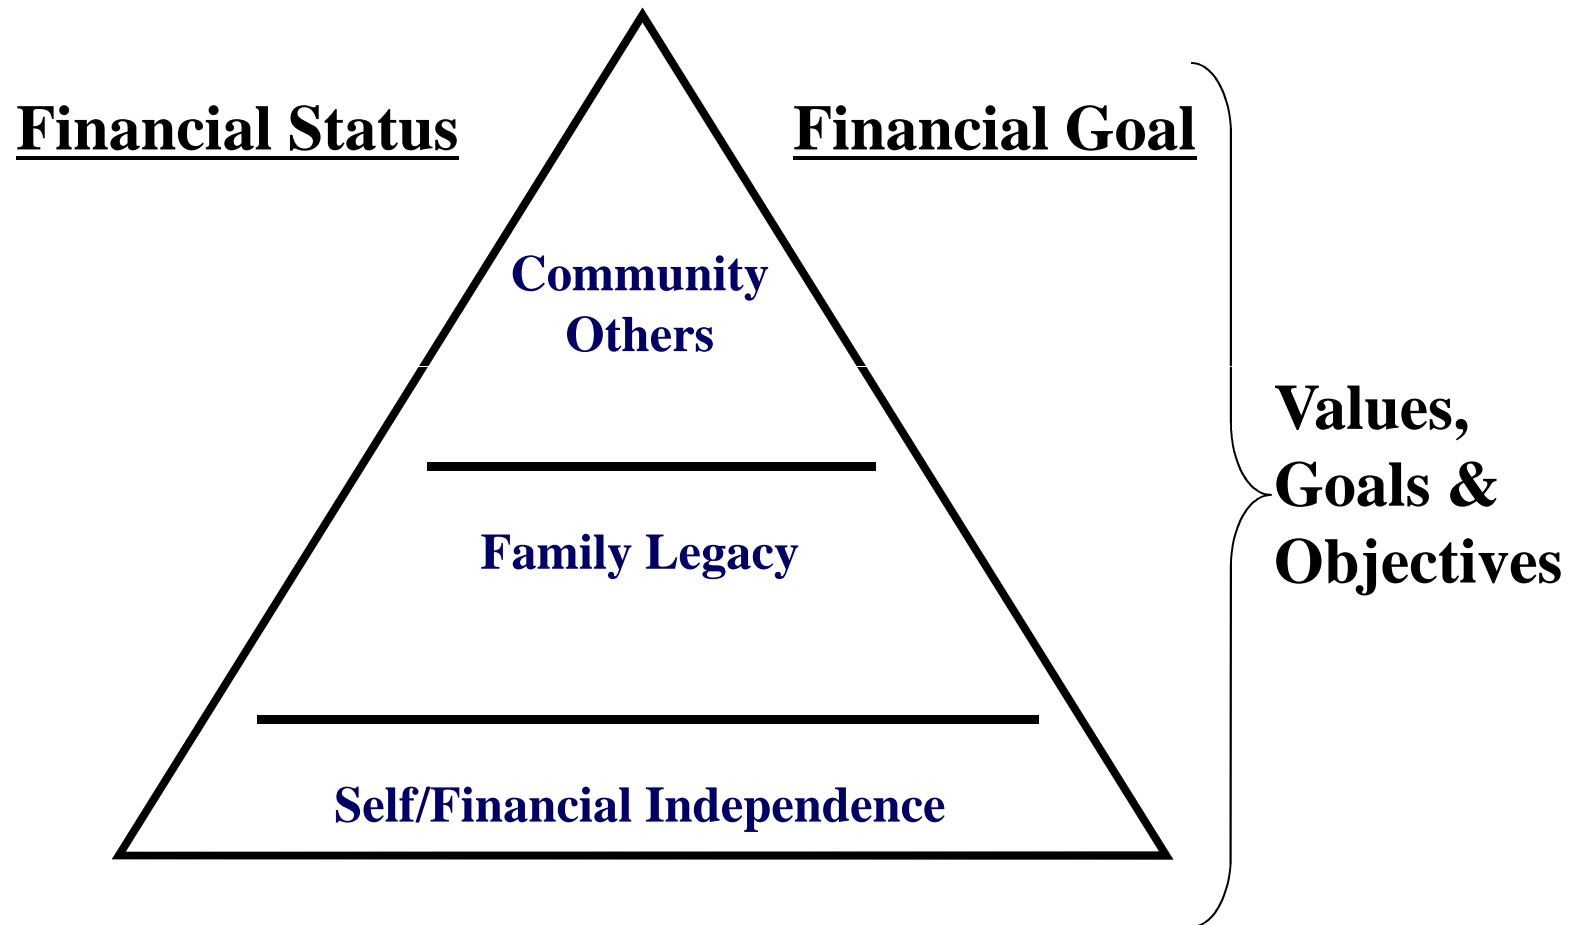 Financial Status
Financial Goal
Community
Others
Values,
Goals &
Objectives
Family Legacy
Self/Financial Independence